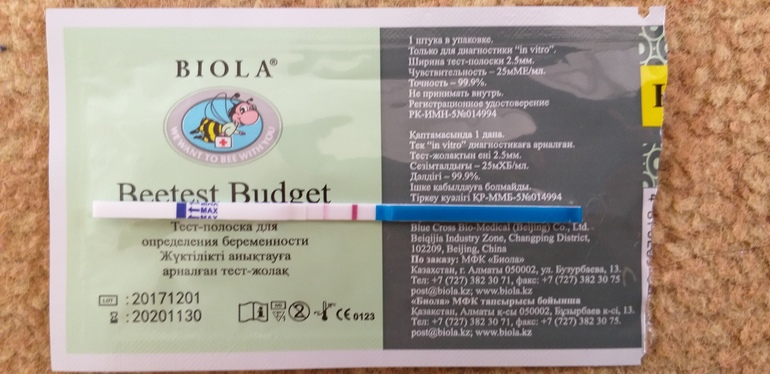 BIOLA®
WE WANT TO BEE WITH YOU
Beetest Budget
MAX
MAX
Тест-полоска для
определения беременности
Жүктілікті анықтауға
арналған тест-жолақ
LOT : 20171201
: 20201130
2
CE 0123
1 штука в упаковке.
Только для диагностики "in vitro".
Ширина тест-полоски 2.5мм.
Чувствительность – 25мМЕ/мл.
Точность – 99.9%.
Не принимать внутрь.
Регистрационное удостоверение
РК-ИМН-5№014994
Қаптамасында 1 дана.
Тек "in vitro" диагностикаға арналған.
Тест-жолақтың ені 2.5мм.
Сезімталдығы – 25мХБ/мл.
Дәлдігі – 99.9%.
Ішке қабылдауға болмайды.
Тіркеу куәлігі ҚР-ММБ-5№014994
Blue Cross Bio-Medical (Beijing) Co., Ltd.
Beiqijia Industry Zone, Changping District,
102209, Beijing, China
По заказу: МФК «Биола»
Казахстан, г. Алматы 050002, ул. Бузурбаева, 13.
Тел: +7 (727) 382 30 71, факс: +7 (727) 382 30 75
post@biola.kz; www.biola.kz
«Биола» МФК тапсырысы бойынша
Қазақстан, Алматы қ-сы 050002, Бұзырбаев к-сі, 13.
Тел: +7 (727) 382 30 71, факс: +7 (727) 382 30 75.
post@biola.kz; www.biola.kz